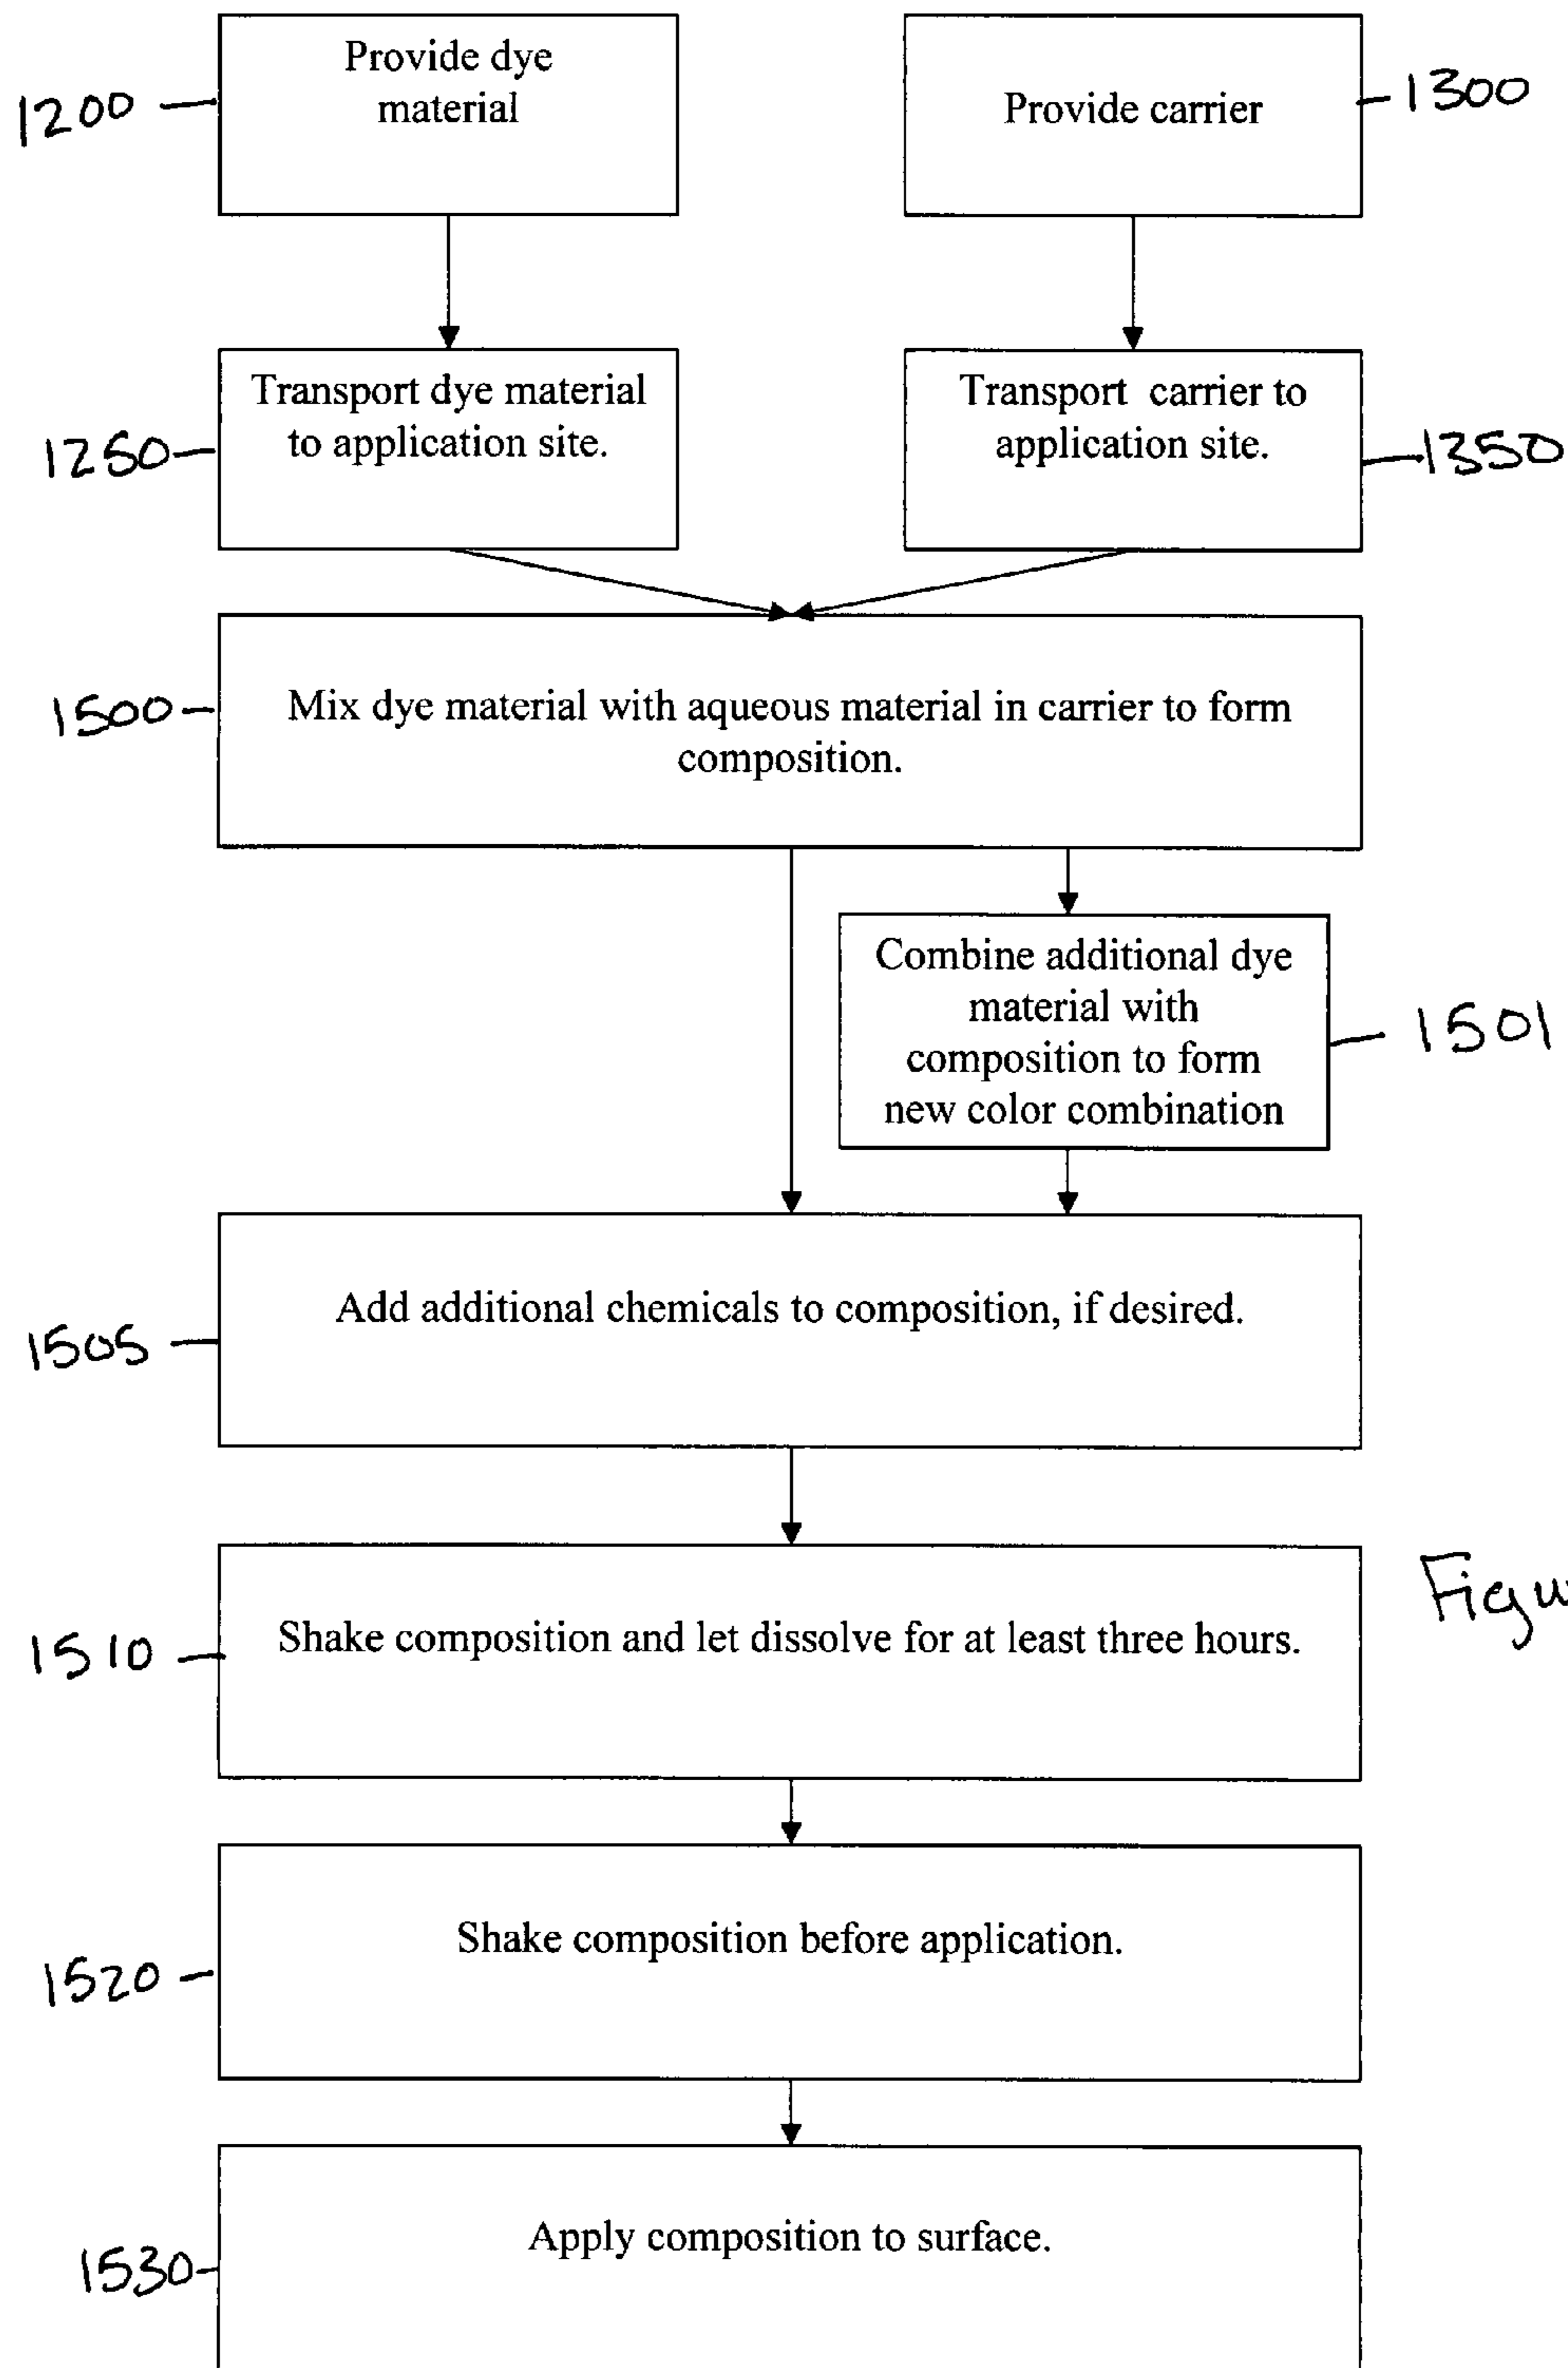 Provide dye
material
1200
Provide carrier
1300
Transport dye material
to application site.
1250
Transport carrier to
application site.
1350
1500
Mix dye material with aqueous material in carrier to form
composition.
Combine additional dye
material with
composition to form
new color combination
1501
Add additional chemicals to composition, if desired.
1505
Shake composition and let dissolve for at least three hours.
1510
Figu
Shake composition before application.
1520
Apply composition to surface.
1530